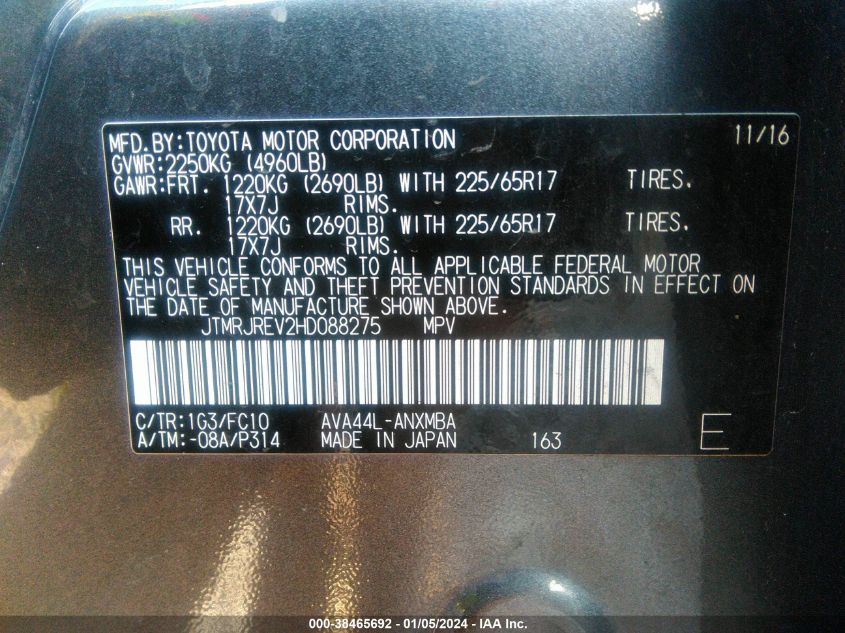 MFD.BY:TOYOTA MOTOR CORPORATION 11/16
GVWR:2250KG (4960LB)
GAWR:FRT. 1220KG (2690LB) WITH 225/65R17 TIRES.
17X7J RIMS.
RR. 1220KG (2690LB) WITH 225/65R17 TIRES.
17X7J RIMS.
THIS VEHICLE CONFORMS TO ALL APPLICABLE FEDERAL MOTOR
VEHICLE SAFETY AND THEFT PREVENTION STANDARDS IN EFFECT ON
THE DATE OF MANUFACTURE SHOWN ABOVE.
JTMRJREV2HD088275 MPV
C/TR:1G3/FC10 AVA44L-ANXMBA
A/TM:-08A/P314 MADE IN JAPAN 163 E
000-38465692 - 01/05/2024 - IAA Inc.